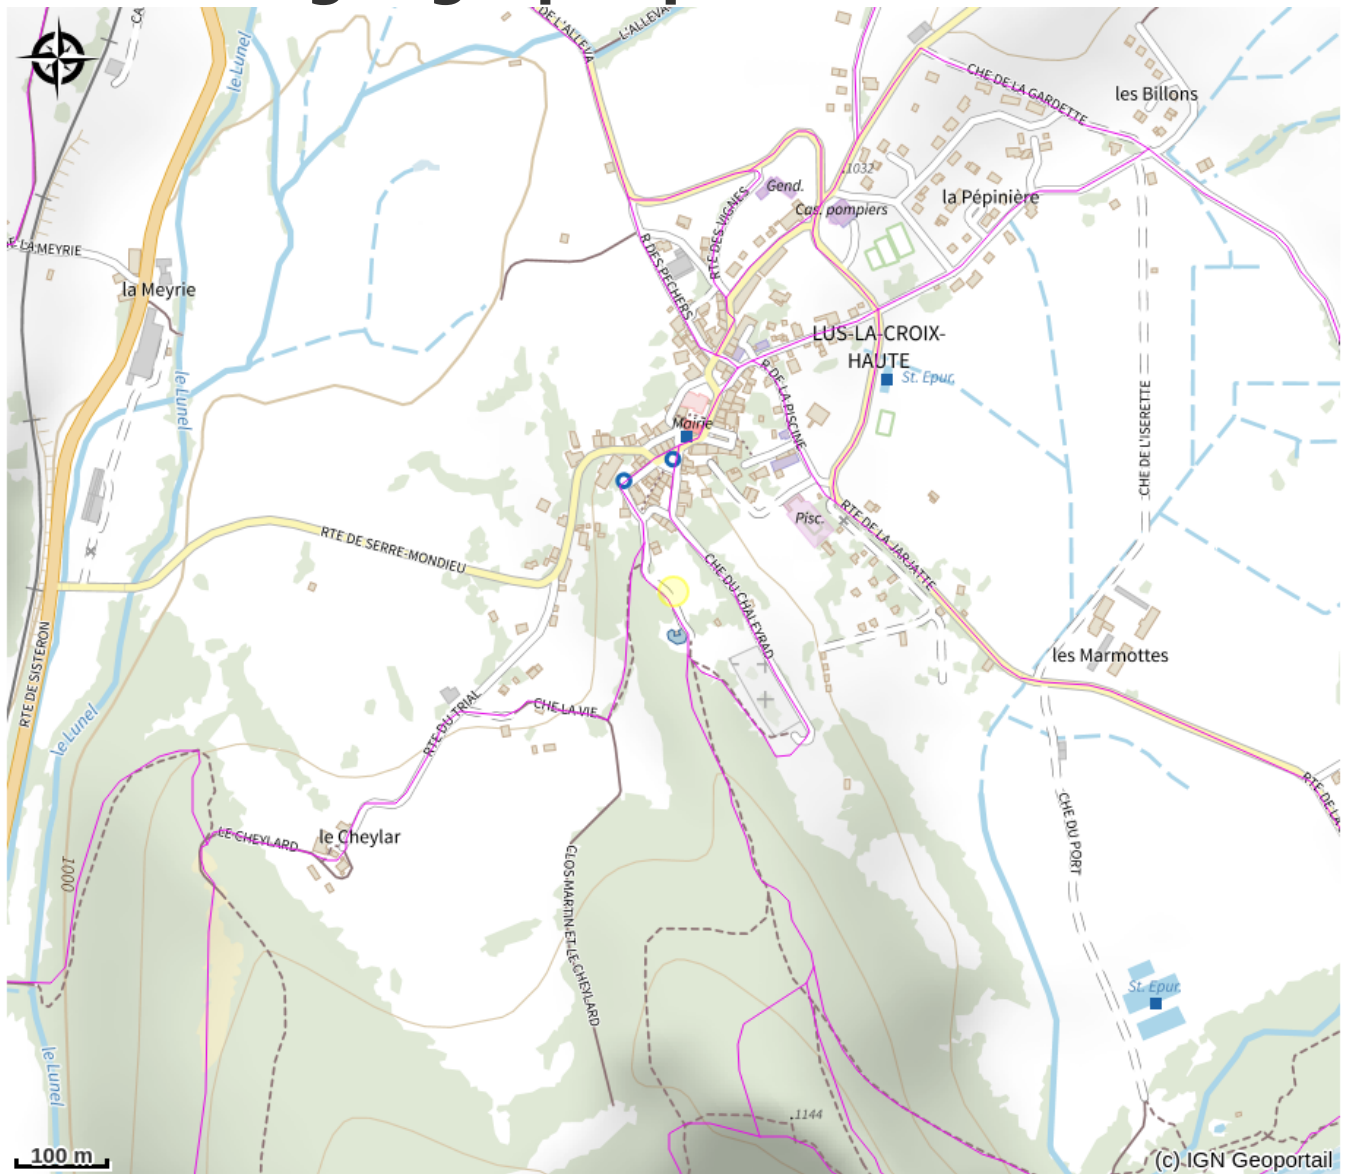 DE L'ALLEVA
L'ALLEVA
CA
le Lunel
CHE DE LA GARDETTE
les Billons
.1032
Gend.
la Pépinière
Cas. pompiers
RTE DES VIGNES
R DES PECHERS
E LA MEYRIE
la Meyrie
LUS-LA-CROIX-
HAUTE
St. Epur.
R DE LA PISCINE
le Lunel
Mairie
CHE DE L'ISERETTE
Pisc.
RTE DE LA JARJATTE
RTE DE SERRE-MONDIEU
CHE DU CHALEYRAD
RTE DE SISTERON
les Marmottes
le Lunel
RTE DU TRIAL
CHE LA VIE
RTE DE LA
CHE DU PORT
LE CHEYLARD
le Cheylar
1000
CLOS MARTIN ET LE CHEYLARD
St. Epur.
le Lunel
.1144
100 m
(c) IGN Geoportail